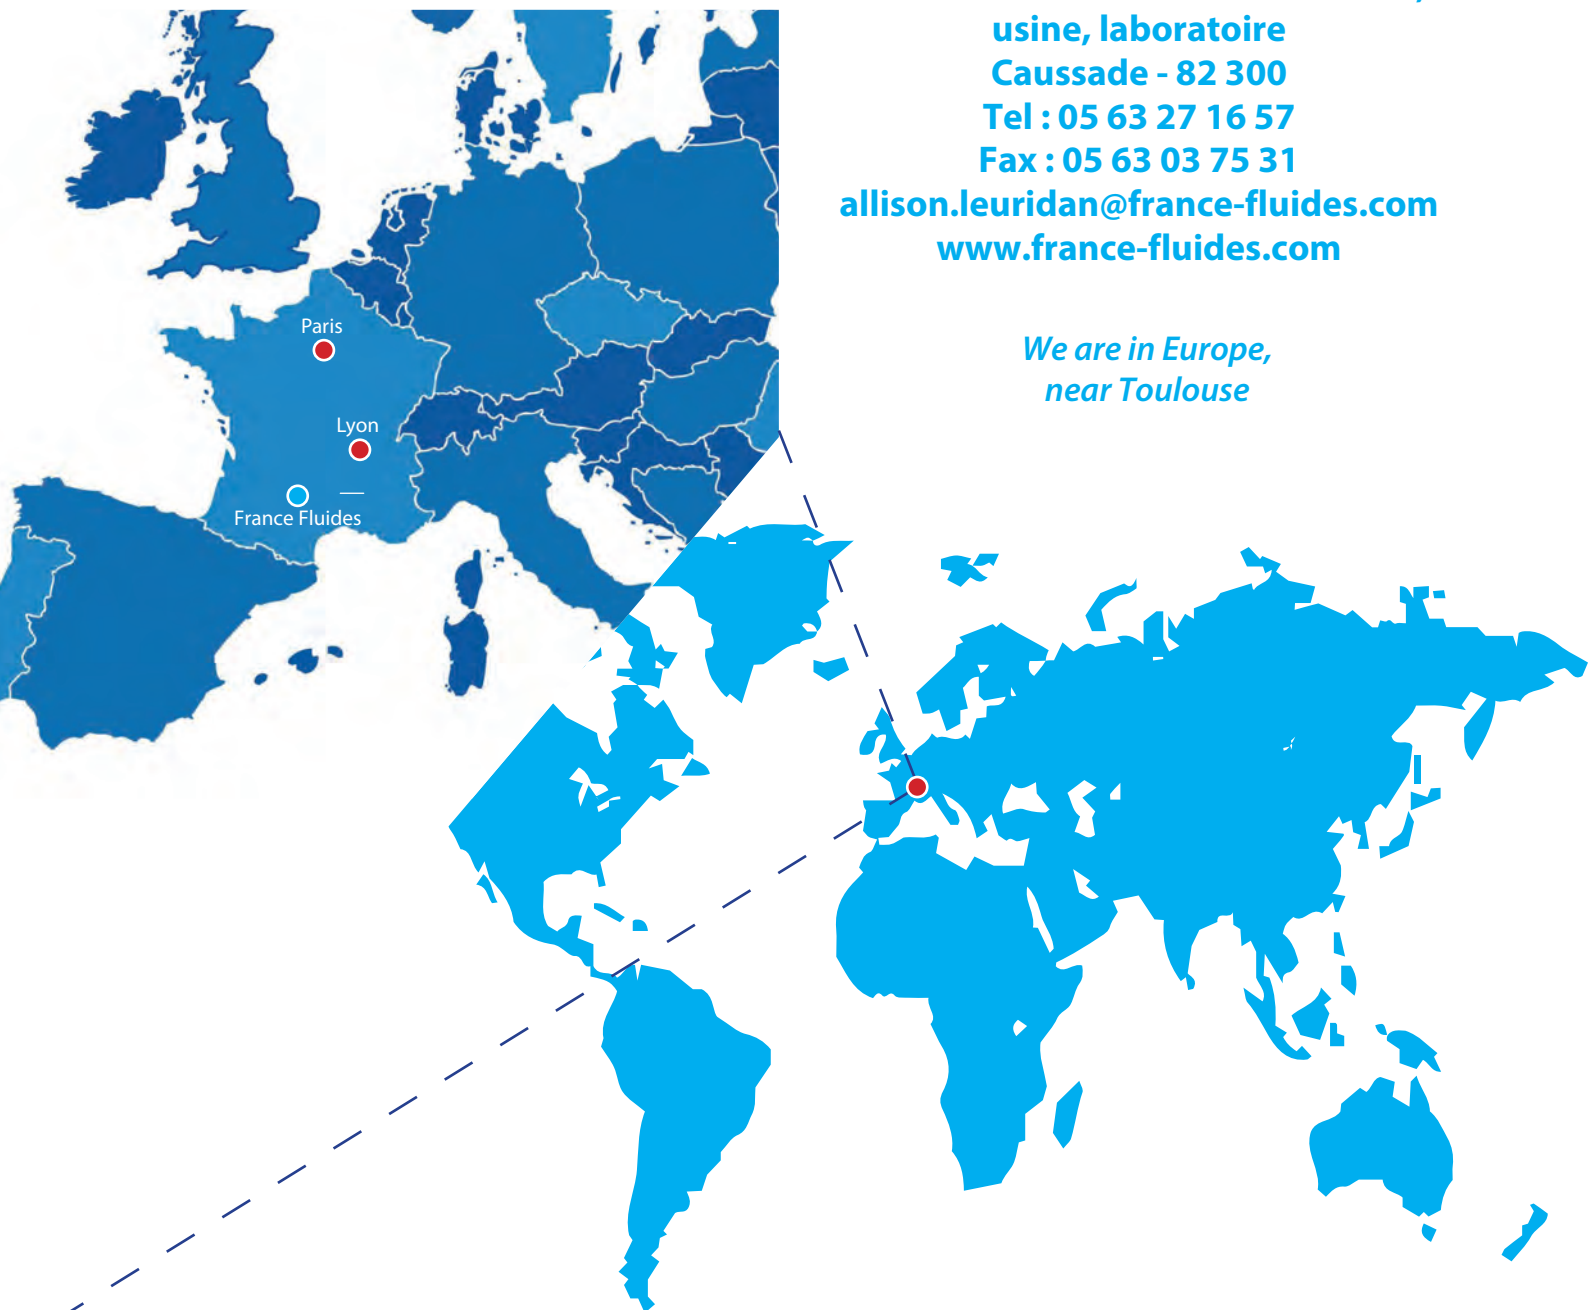 usine, laboratoire
Caussade - 82 300
Tel : 05 63 27 16 57
Fax : 05 63 03 75 31
allison.leuridan@france-fluides.com
www.france-fluides.com
We are in Europe,
near Toulouse
Paris
Lyon
France Fluides